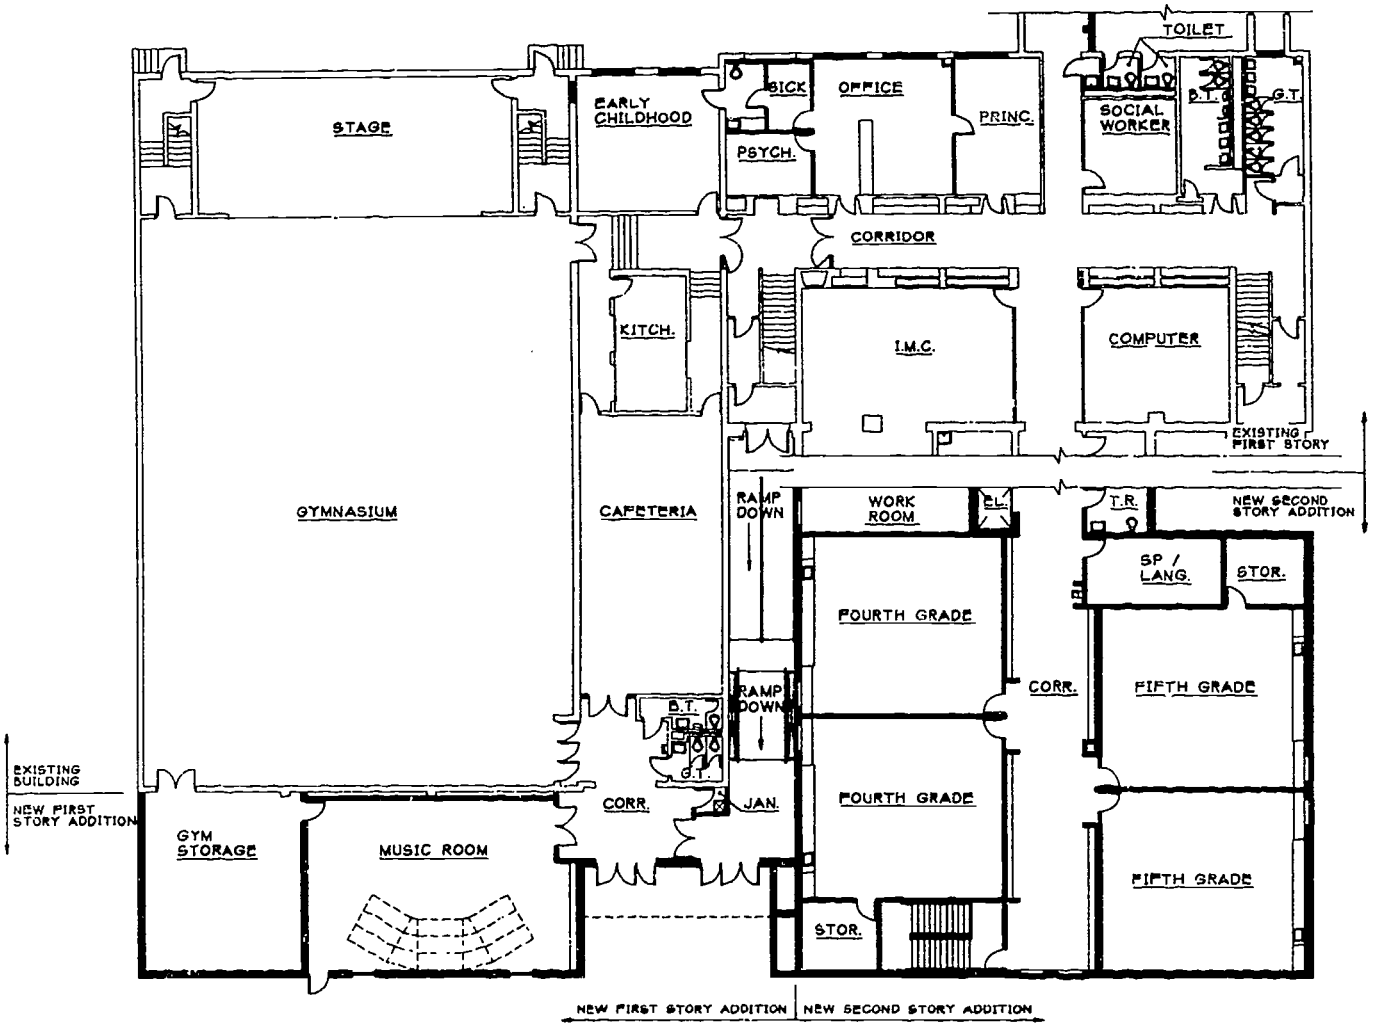 TOILET
STAGE
EARLY
CHILDHOOD
SICK
OFFICE
PRINC.
B.T.
G.T.
SOCIAL
WORKER
PSYCH.
CORRIDOR
KITCH.
I.M.C.
COMPUTER
EXISTING
FIRST STORY
GYMNASIUM
CAFETERIA
RAMP
DOWN
WORK
ROOM
EL.
T.R.
NEW SECOND
STORY ADDITION
SP /
LANG.
STOR.
FOURTH GRADE
RAMP
DOWN
CORR.
FIFTH GRADE
B.T.
G.T.
EXISTING
BUILDING
NEW FIRST
STORY ADDITION
CORR.
JAN.
FOURTH GRADE
GYM
STORAGE
MUSIC ROOM
FIFTH GRADE
STOR.
NEW FIRST STORY ADDITION
NEW SECOND STORY ADDITION